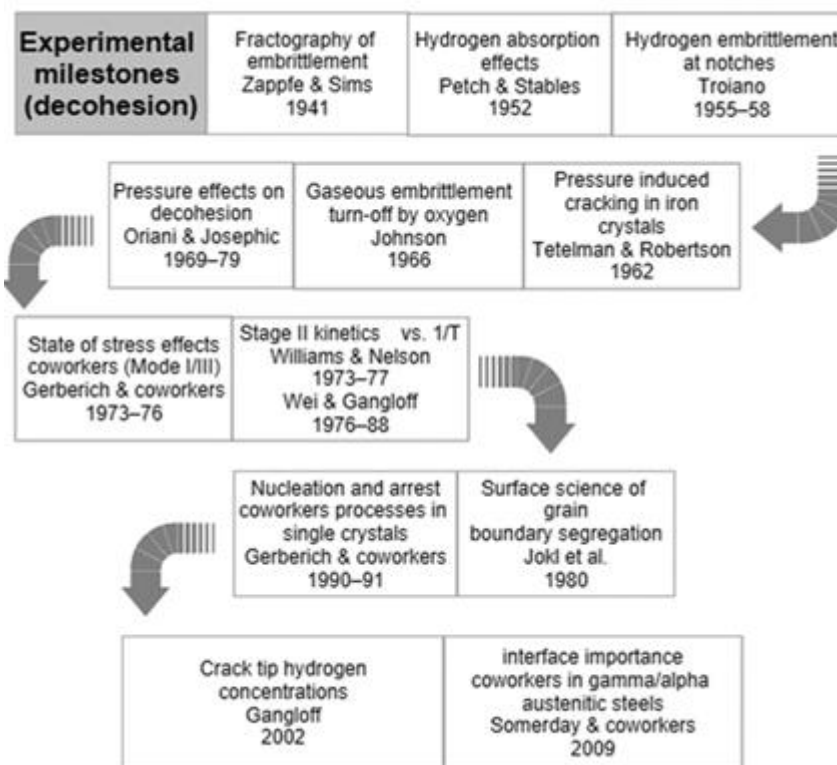 Experimental
milestones
(decohesion)
Fractography of
embrittlement
Zappfe & Sims
1941
Hydrogen absorption
effects
Petch & Stables
1952
Hydrogen embrittlement
at notches
Troiano
1955–58
Pressure effects on
decohesion
Oriani & Josephic
1969–79
Gaseous embrittlement
turn-off by oxygen
Johnson
1966
Pressure induced
cracking in iron
crystals
Tetelman & Robertson
1962
State of stress effects
coworkers (Mode I/III)
Gerberich & coworkers
1973–76
Stage II kinetics vs. 1/T
Williams & Nelson
1973–77
Wei & Gangloff
1976–88
Nucleation and arrest
coworkers processes in
single crystals
Gerberich & coworkers
1990–91
Surface science of
grain
boundary segregation
Jokl et al.
1980
Crack tip hydrogen
concentrations
Gangloff
2002
interface importance
coworkers in gamma/alpha
austenitic steels
Somerday & coworkers
2009